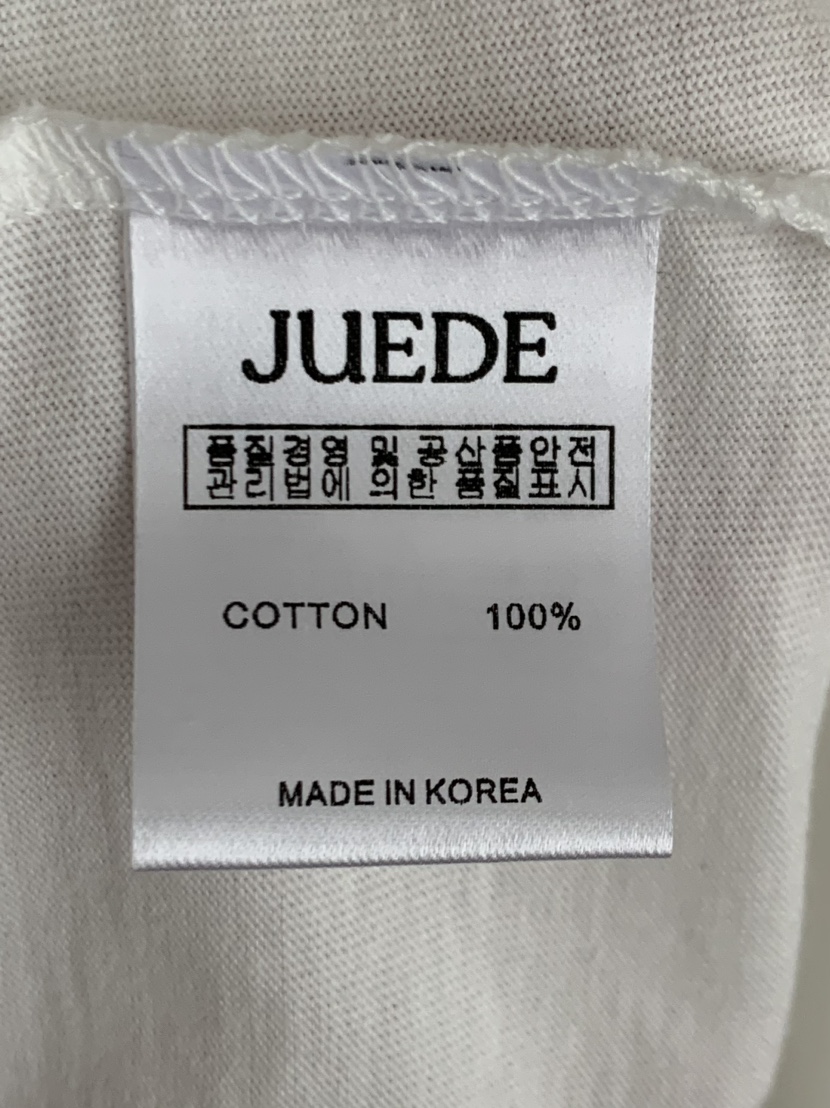 JUEDE
품질경영 및 공산품안전
관리법에 의한 품질표시
COTTON 100%
MADE IN KOREA